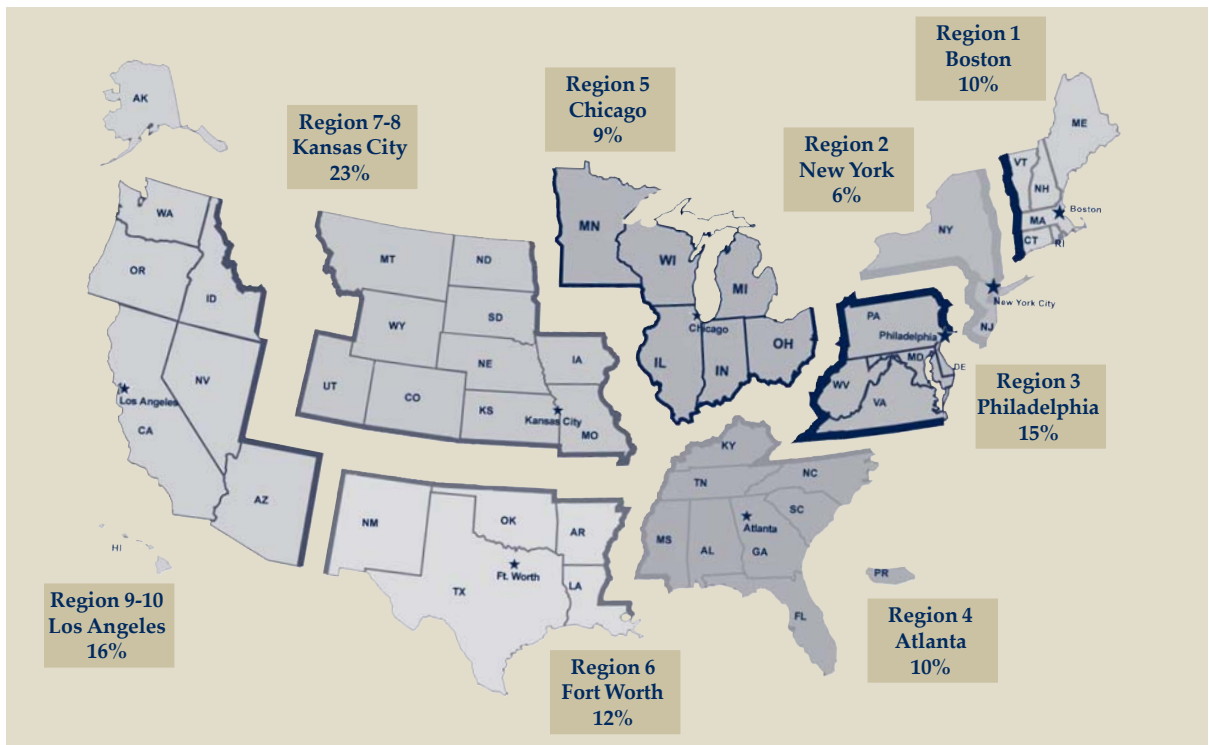 Region 1
Boston
10%
Region 5
Chicago
9%
Region 7-8
Kansas City
23%
Region 2
New York
6%
AK
ME
VT
NH
MA
Boston
CT
RI
NY
New York City
NJ
WA
OR
ID
MT
ND
MN
WI
MI
SD
WY
PA
Philadelphia
Chicago
OH
IL
IN
MD
DE
WV
VA
NE
IA
UT
CO
KS
Kansas City
MO
NV
Los Angeles
CA
AZ
Region 3
Philadelphia
15%
KY
TN
NC
SC
Atlanta
MS
AL
GA
NM
OK
AR
Ft. Worth
TX
LA
HI
PR
FL
Region 9-10
Los Angeles
16%
Region 4
Atlanta
10%
Region 6
Fort Worth
12%